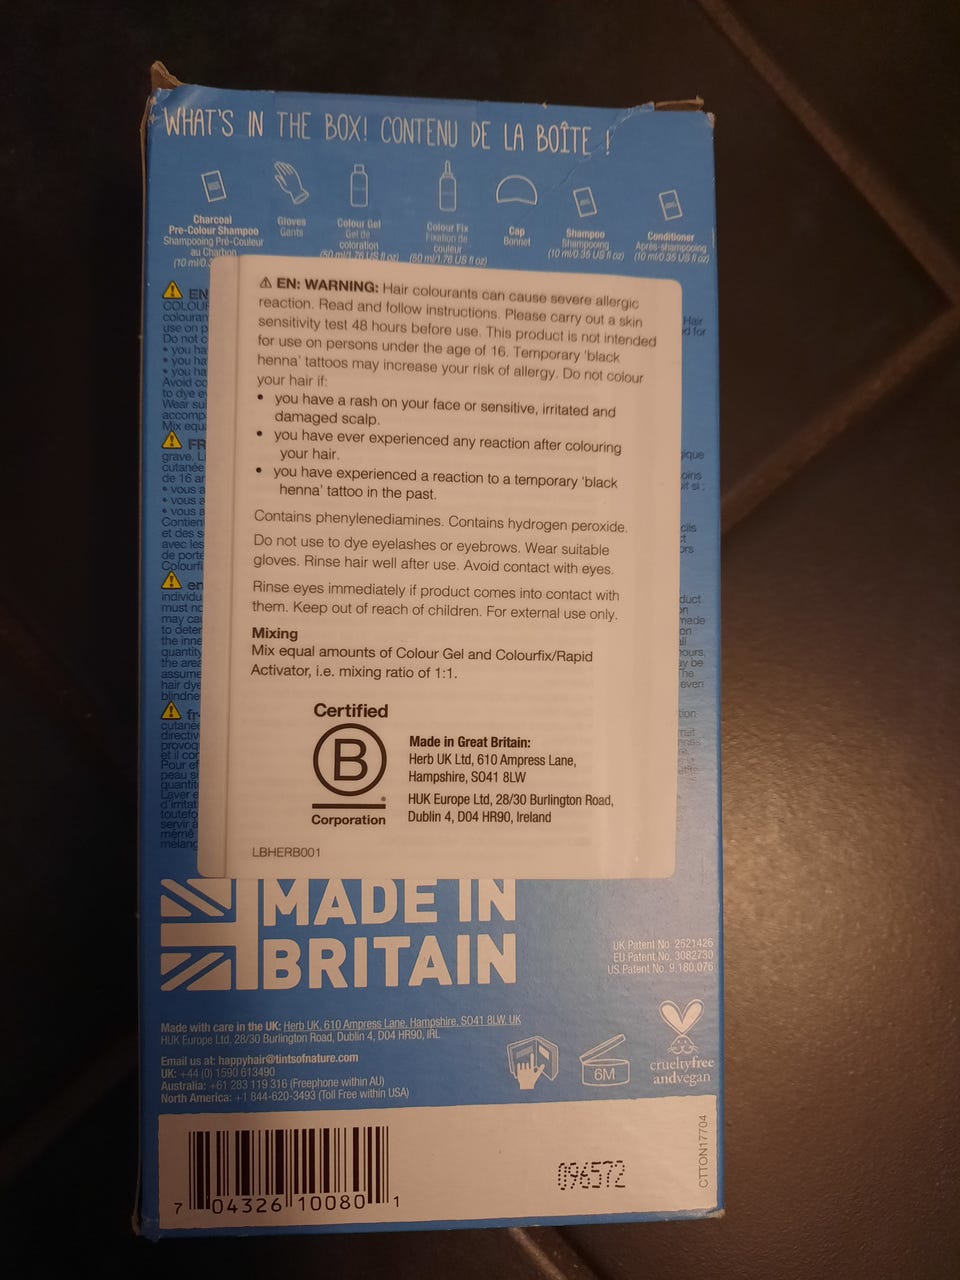 WHAT'S IN THE BOX! CONTENU DE LA BOÎTE !
Charcoal
Pre-Colour Shampoo
Shampooing Pré-Couleur
au Charbon
(10 ml/0.3
Gloves
Gants
Colour Gel
Gel de
coloration
(50 ml/1.76 US fl oz)
Colour Fix
Fixation de
couleur
(50 ml/1.76 US fl oz)
Cap
Bonnet
Shampoo
Shampooing
(10 ml/0.35 US fl oz)
Conditioner
Après-shampooing
(10 ml/0.35 US fl oz)
⚠ EN: WARNING: Hair colourants can cause severe allergic
reaction. Read and follow instructions. Please carry out a skin
sensitivity test 48 hours before use. This product is not intended
for use on persons under the age of 16. Temporary 'black
henna' tattoos may increase your risk of allergy. Do not colour
your hair if:
• you have a rash on your face or sensitive, irritated and
damaged scalp.
• you have ever experienced any reaction after colouring
your hair.
• you have experienced a reaction to a temporary 'black
henna' tattoo in the past.
Contains phenylenediamines. Contains hydrogen peroxide.
Do not use to dye eyelashes or eyebrows. Wear suitable
gloves. Rinse hair well after use. Avoid contact with eyes.
Rinse eyes immediately if product comes into contact with
them. Keep out of reach of children. For external use only.
Mixing
Mix equal amounts of Colour Gel and Colourfix/Rapid
Activator, i.e. mixing ratio of 1:1.
Certified
B
Corporation
Made in Great Britain:
Herb UK Ltd, 610 Ampress Lane,
Hampshire, SO41 8LW
HUK Europe Ltd, 28/30 Burlington Road,
Dublin 4, D04 HR90, Ireland
LBHERB001
MADE IN
BRITAIN
UK Patent No. 2521426
EU Patent No. 3082730
US Patent No. 9,180,076
Made with care in the UK: Herb UK, 610 Ampress Lane, Hampshire, SO41 8LW, UK
HUK Europe Ltd, 28/30 Burlington Road, Dublin 4, D04 HR90, IRL
Email us at: happyhair@tintsofnature.com
UK: +44 (0) 1590 613490
Australia: +61 283 119 316 (Freephone within AU)
North America: +1 844-620-3493 (Toll Free within USA)
6M
crueltyfree
andvegan
7 04326 10080 1
096572
CTTON17704